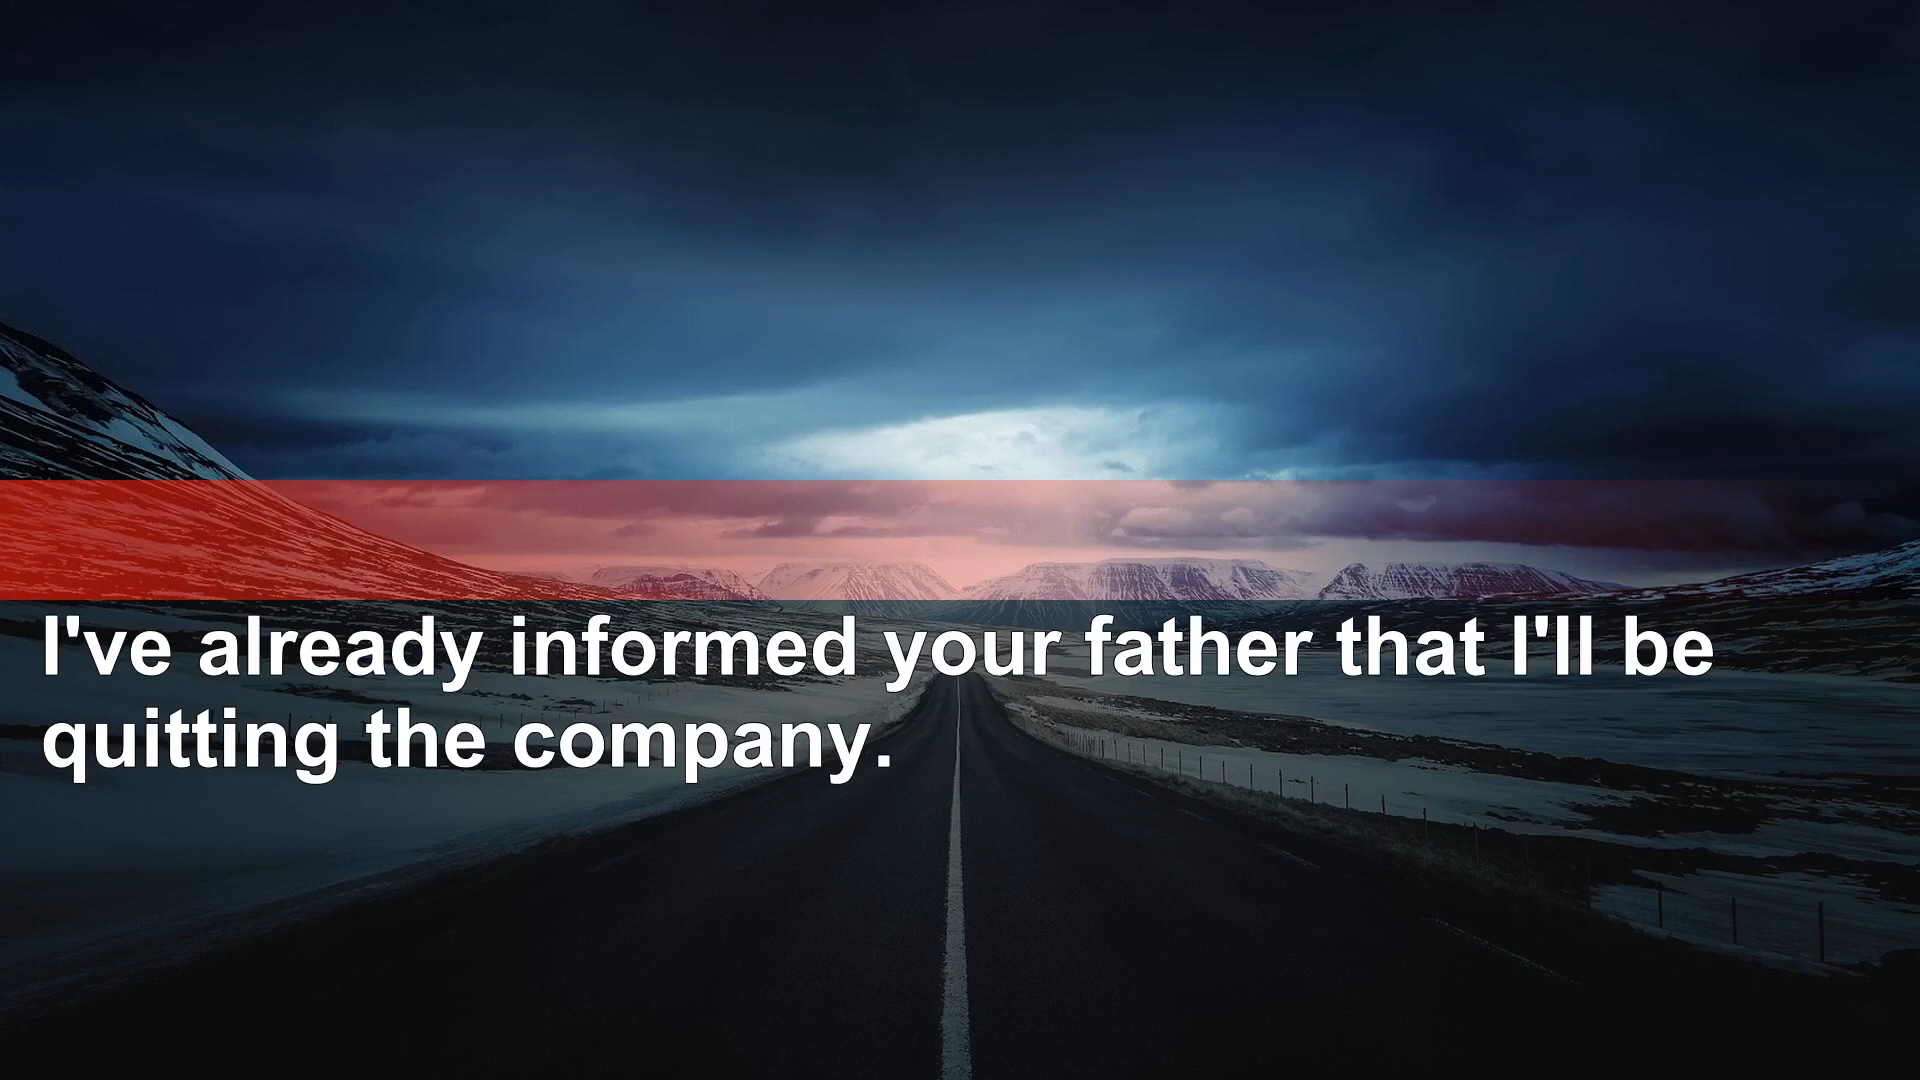 I've already informed your father that I'll be
quitting the company.